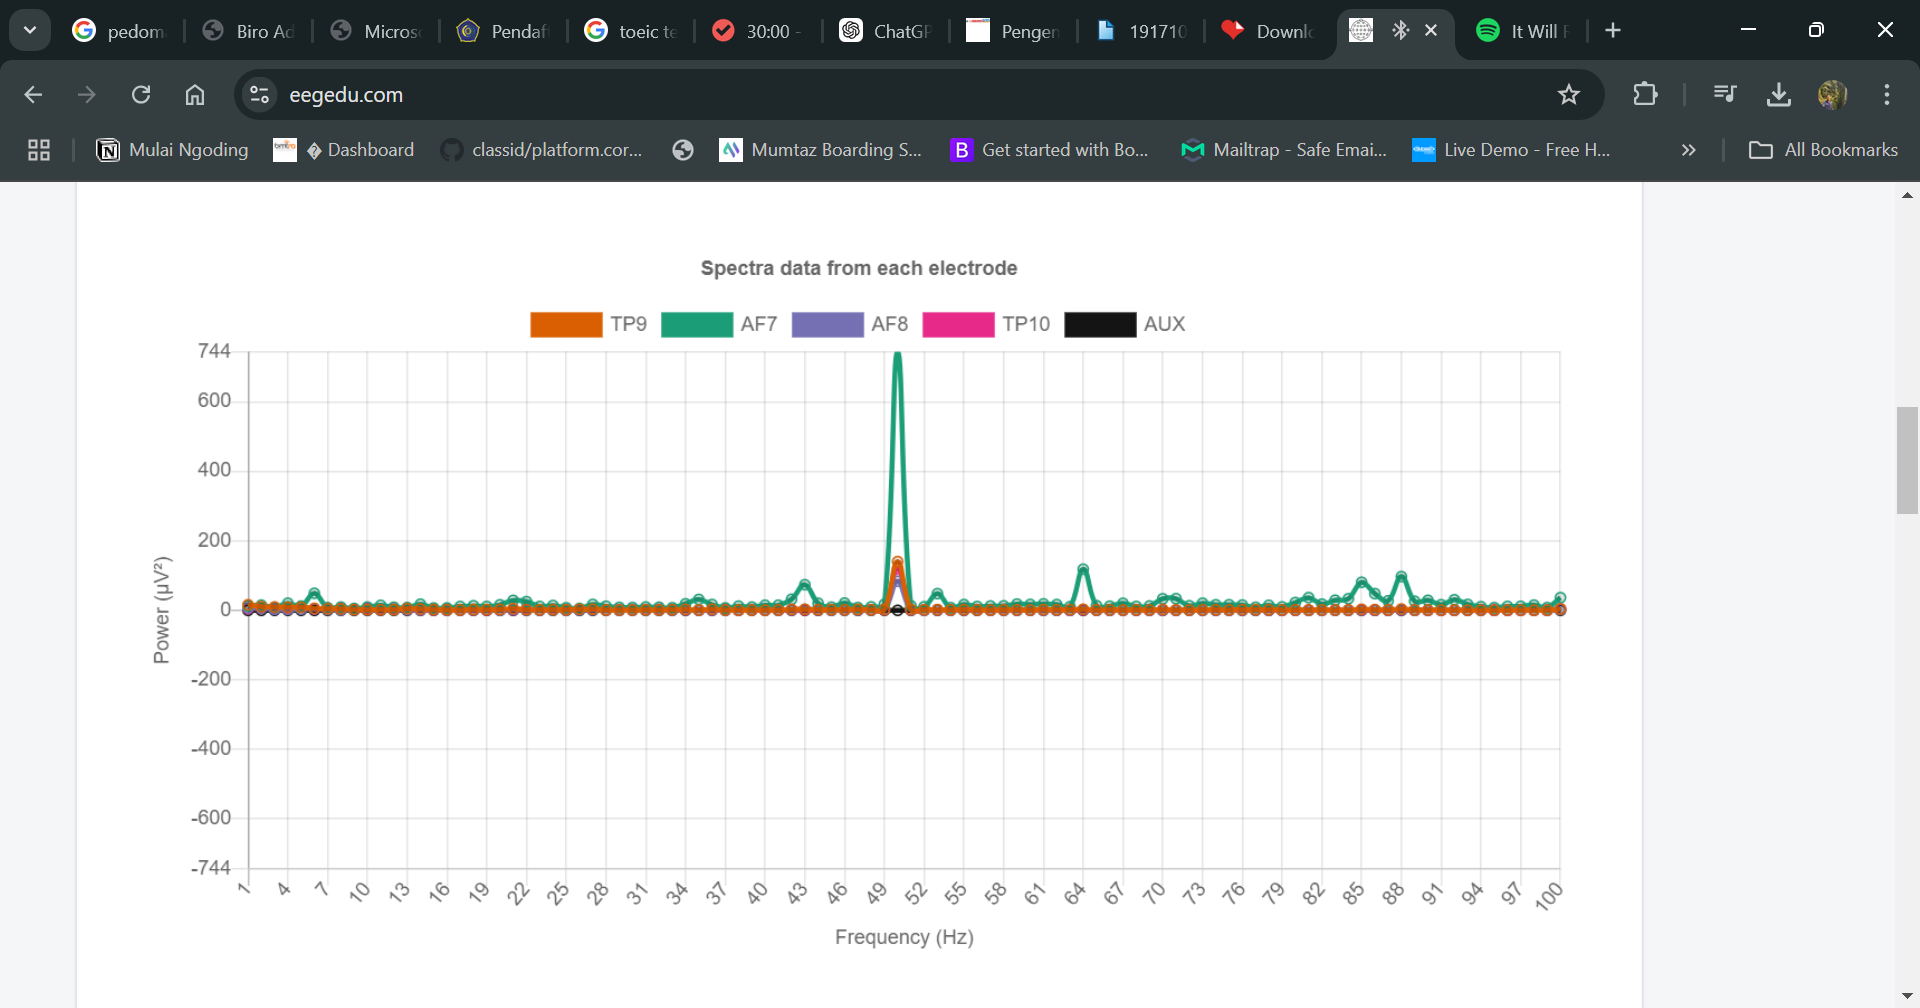 pedom
Biro Ad
Micros
Pendaf
toeic te
30:00 -
ChatGP
Pengen
191710
Downl
It Will F
eegedu.com
Mulai Ngoding
Dashboard
classid/platform.cor...
Mumtaz Boarding S...
Get started with Bo...
Mailtrap - Safe Emai...
Live Demo - Free H...
All Bookmarks
Spectra data from each electrode
TP9 AF7 AF8 TP10 AUX
744
600
400
200
0
-200
-400
-600
-744
Power (µV²)
1 4 7 10 13 16 19 22 25 28 31 34 37 40 43 46 49 52 55 58 61 64 67 70 73 76 79 82 85 88 91 94 97 100
Frequency (Hz)